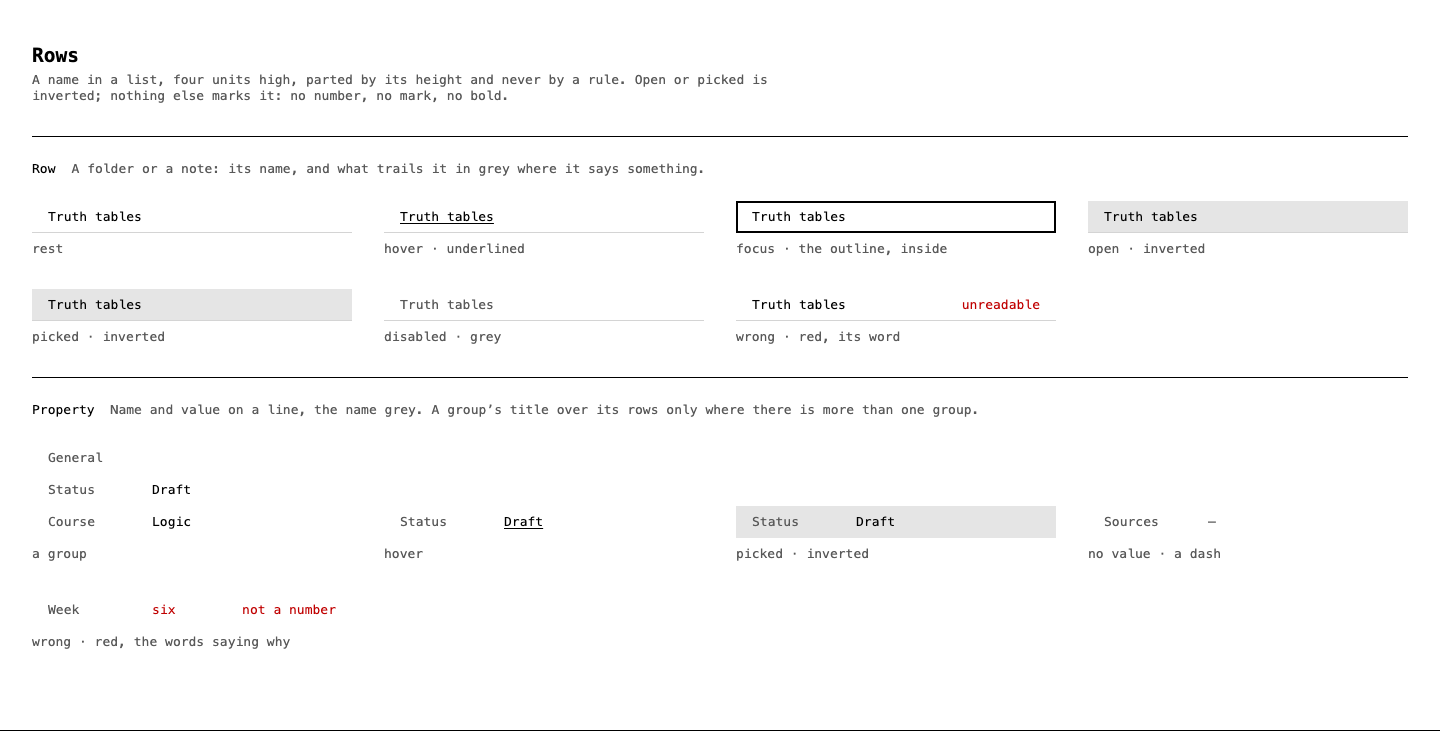 Rows
A name in a list, four units high, parted by its height and never by a rule. Open or picked is
inverted; nothing else marks it: no number, no mark, no bold.
Row  A folder or a note: its name, and what trails it in grey where it says something.
Truth tables
rest
Truth tables
hover · underlined
Truth tables
focus · the outline, inside
Truth tables
open · inverted
Truth tables
picked · inverted
Truth tables
disabled · grey
Truth tables  unreadable
wrong · red, its word
Property  Name and value on a line, the name grey. A group’s title over its rows only where there is more than one group.
General
Status  Draft
Course  Logic
a group
Status  Draft
hover
Status  Draft
picked · inverted
Sources  —
no value · a dash
Week  six  not a number
wrong · red, the words saying why